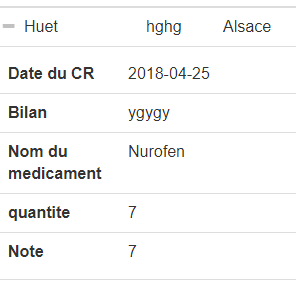 Huet hghg Alsace
Date du CR 2018-04-25
Bilan ygygy
Nom du Nurofen
medicament
quantite 7
Note 7